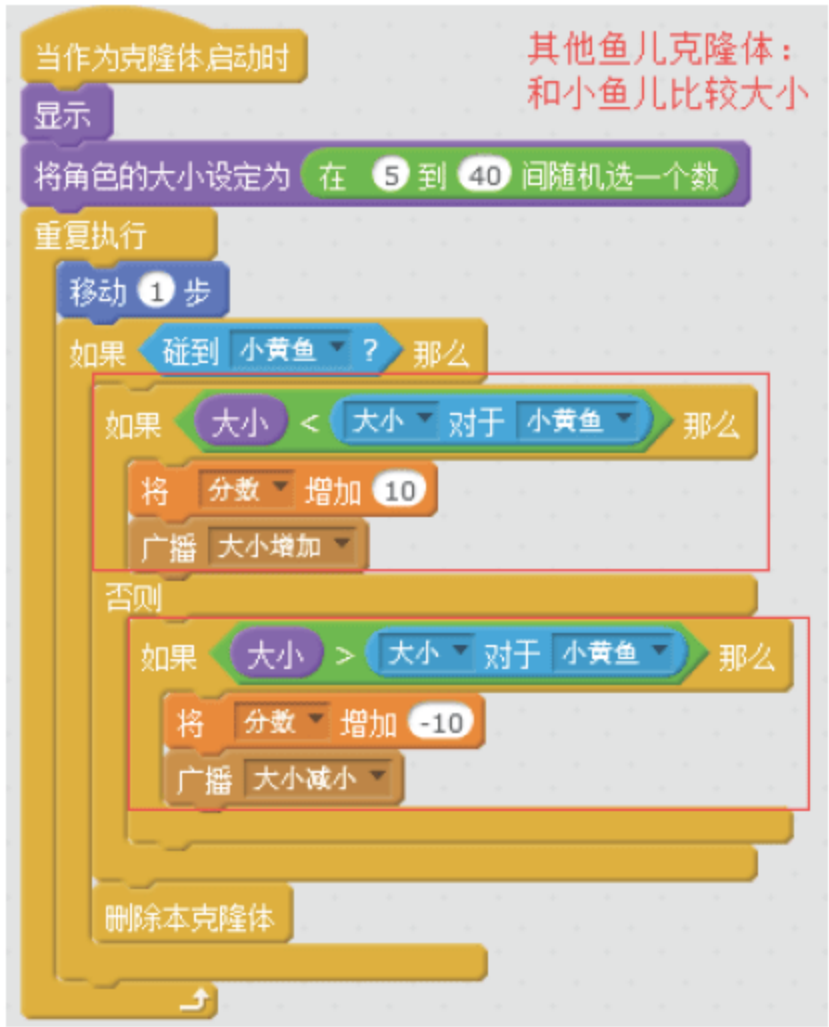 当作为克隆体启动时
其他鱼儿克隆体：
和小鱼儿比较大小
显示
将角色的大小设定为 在 5 到 40 间随机选一个数
重复执行
移动 1 步
如果 碰到 小黄鱼 ? 那么
如果 大小 < 大小 对于 小黄鱼 那么
将 分数 增加 10
广播 大小增加
否则
如果 大小 > 大小 对于 小黄鱼 那么
将 分数 增加 -10
广播 大小减小
删除本克隆体